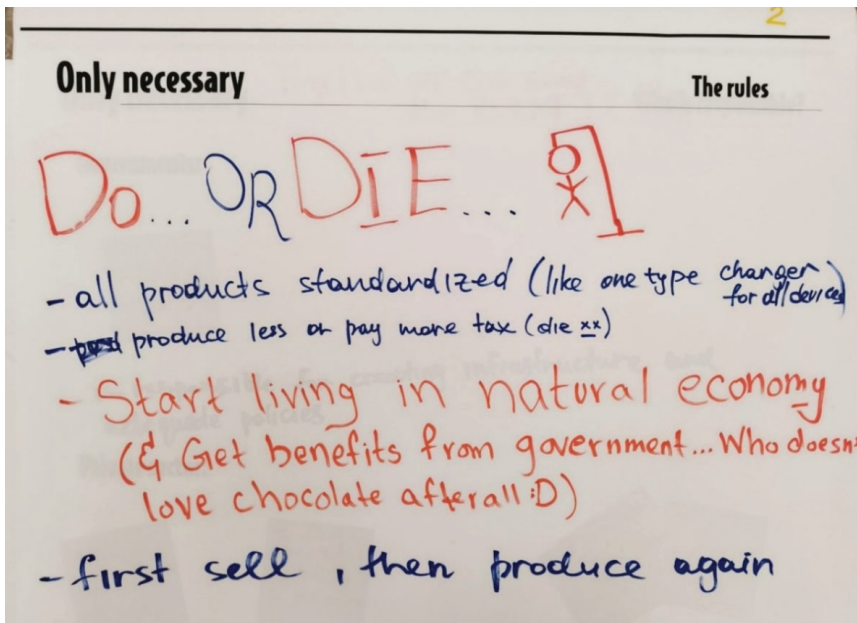 2
Only necessary
The rules
Do... OR DIE...
- all products standardized (like one type changer
for all devices)
- produce less or pay more tax (die xx)
- Start living in natural economy
(& Get benefits from government... Who doesn't
love chocolate afterall :D)
- first sell, then produce again